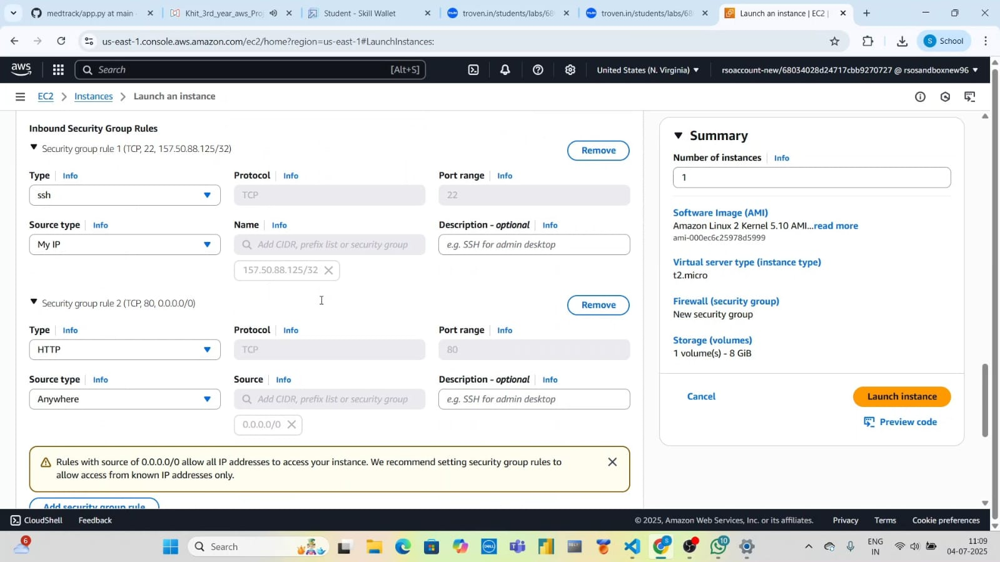 medtrack/app.py at main
Khit_3rd_year_aws_Proj
Student - Skill Wallet
troven.in/students/labs/68
troven.in/students/labs/68
Launch an instance | EC2 |
us-east-1.console.aws.amazon.com/ec2/home?region=us-east-1#LaunchInstances:
S School
aws
Search [Alt+S]
United States (N. Virginia)
rsoaccount-new/68034028d24717cbb9270727 @ rsosandboxnew96
EC2 > Instances > Launch an instance
Inbound Security Group Rules
Security group rule 1 (TCP, 22, 157.50.88.125/32)
Remove
Type Info
Protocol Info
Port range Info
ssh
TCP
22
Source type Info
Name Info
Description - optional Info
My IP
Add CIDR, prefix list or security group
e.g. SSH for admin desktop
157.50.88.125/32
Security group rule 2 (TCP, 80, 0.0.0.0/0)
Remove
Type Info
Protocol Info
Port range Info
HTTP
TCP
80
Source type Info
Source Info
Description - optional Info
Anywhere
Add CIDR, prefix list or security group
e.g. SSH for admin desktop
0.0.0.0/0
Rules with source of 0.0.0.0/0 allow all IP addresses to access your instance. We recommend setting security group rules to
allow access from known IP addresses only.
Add security group rule
Summary
Number of instances Info
1
Software Image (AMI)
Amazon Linux 2 Kernel 5.10 AMI...read more
ami-000ec6c25978d5999
Virtual server type (instance type)
t2.micro
Firewall (security group)
New security group
Storage (volumes)
1 volume(s) - 8 GiB
Cancel
Launch instance
Preview code
CloudShell
Feedback
© 2025, Amazon Web Services, Inc. or its affiliates.
Privacy
Terms
Cookie preferences
6
Search
DELL
S
10
ENG
IN
11:09
04-07-2025